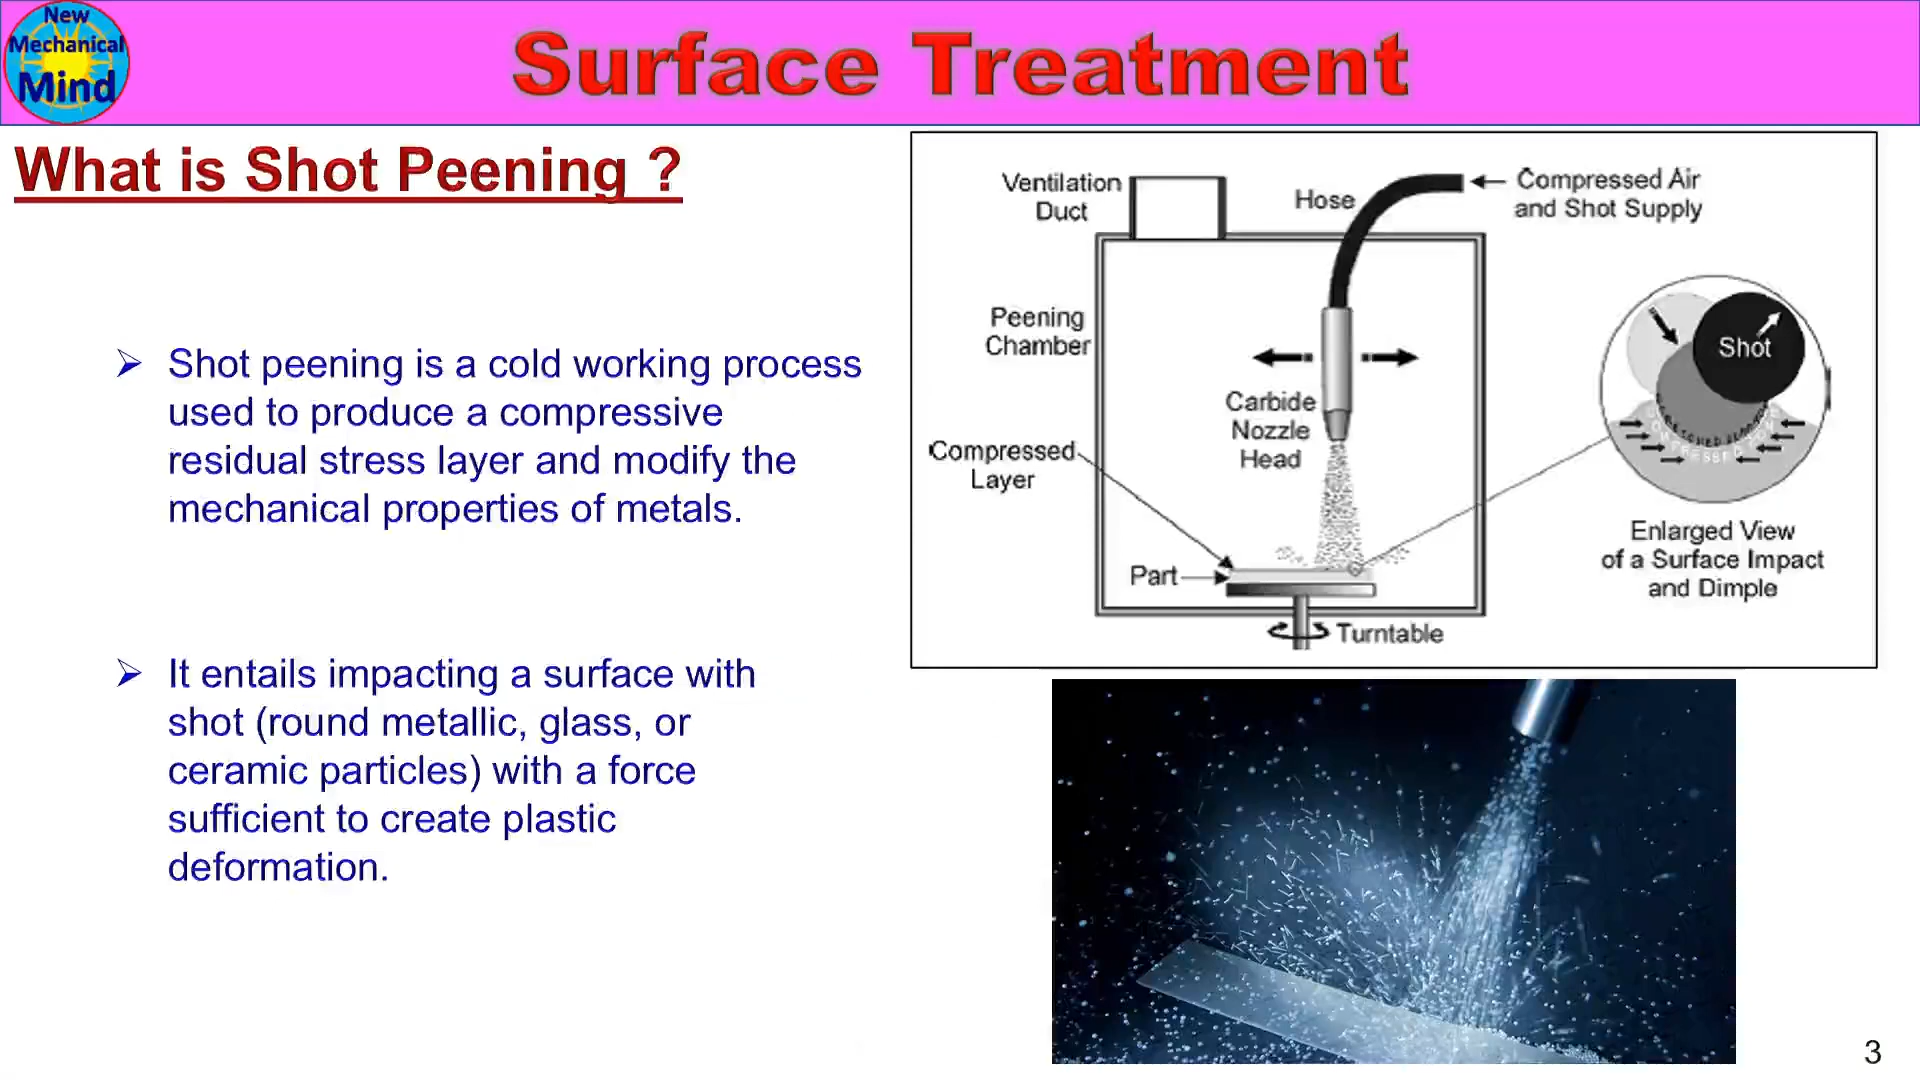 New
Mechanical
Mind
Surface Treatment
What is Shot Peening ?
➢ Shot peening is a cold working process
used to produce a compressive
residual stress layer and modify the
mechanical properties of metals.
➢ It entails impacting a surface with
shot (round metallic, glass, or
ceramic particles) with a force
sufficient to create plastic
deformation.
Ventilation
Duct
Hose
Compressed Air
and Shot Supply
Peening
Chamber
Carbide
Nozzle
Head
Compressed
Layer
Part
Turntable
Shot
Enlarged View
of a Surface Impact
and Dimple
3